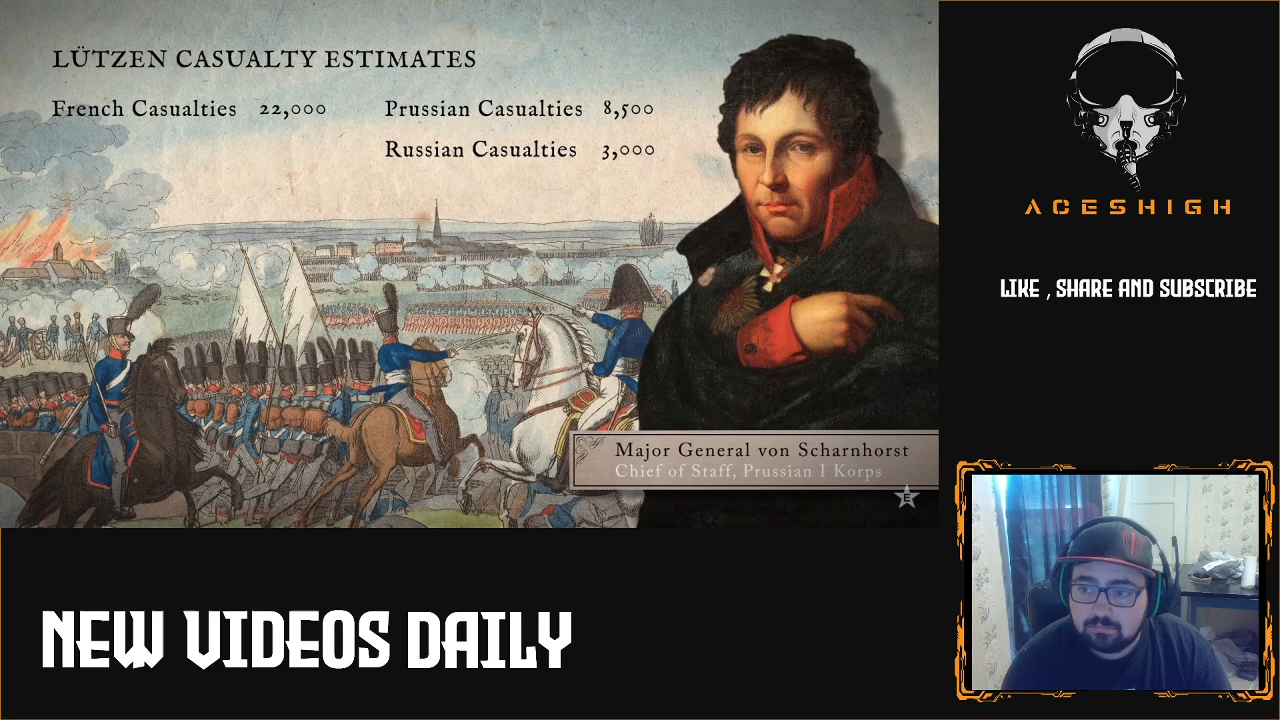 LÜTZEN CASUALTY ESTIMATES
French Casualties 22,000 Prussian Casualties 8,500
Russian Casualties 3,000
ACESHIGH
LIKE , SHARE AND SUBSCRIBE
Major General von Scharnhorst
Chief of Staff, Prussian I Korps
E
NEW VIDEOS DAILY